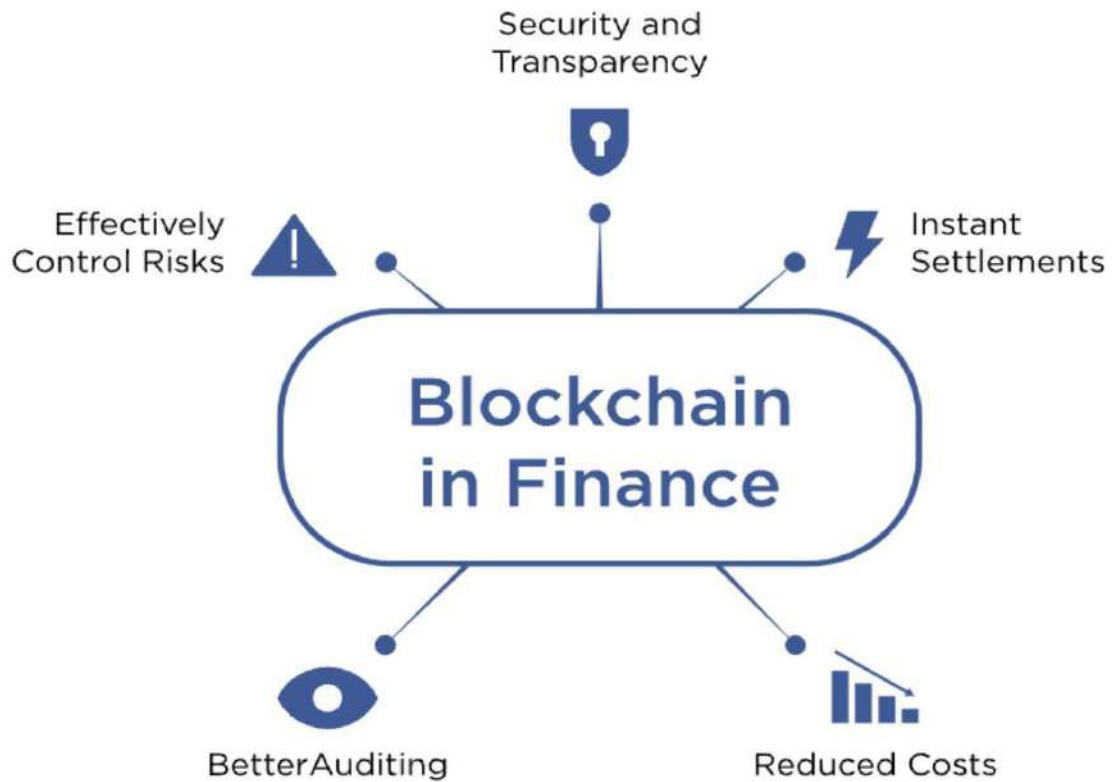 Security and
Transparency
Effectively
Control Risks
Instant
Settlements
Blockchain
in Finance
BetterAuditing
Reduced Costs